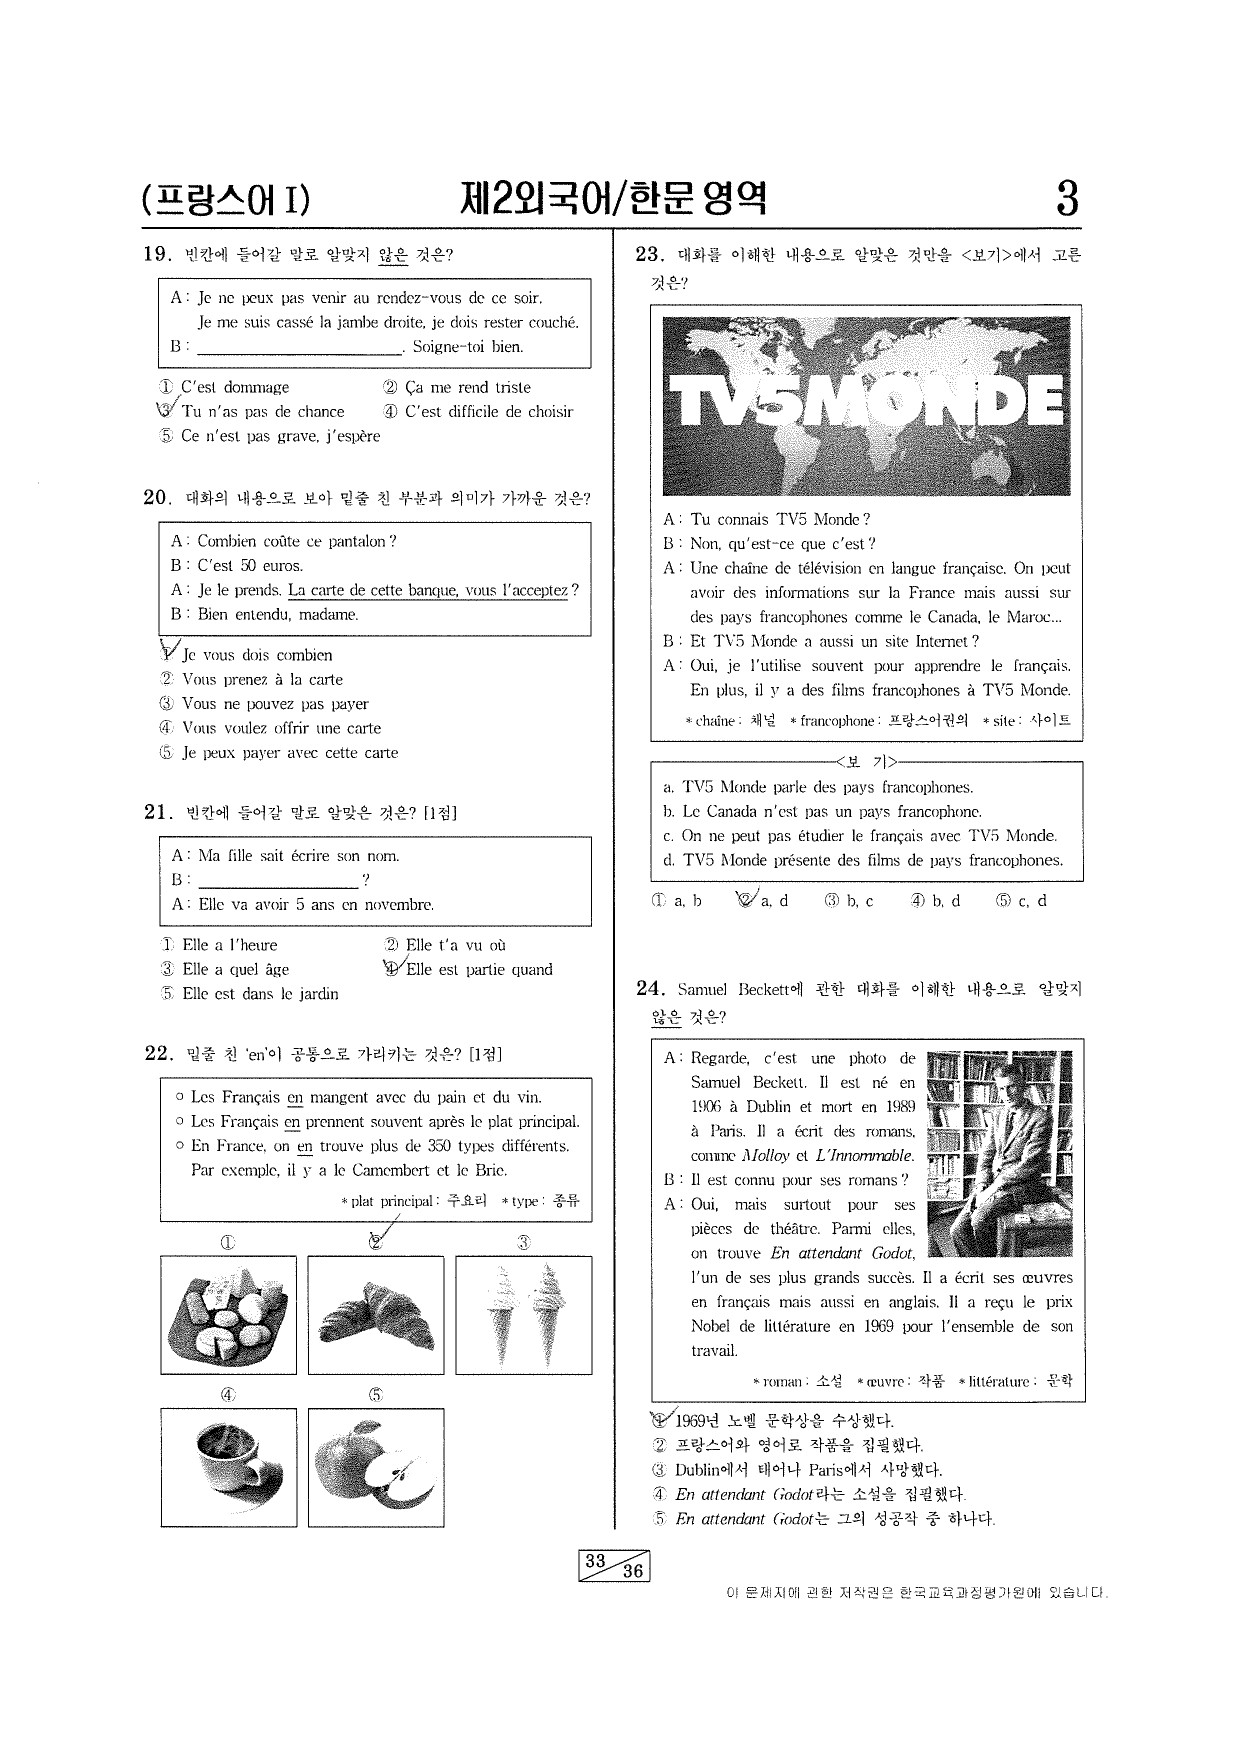 (프랑스어 I)
제2외국어/한문 영역
3
19. 빈칸에 들어갈 말로 알맞지 않은 것은?
A : Je ne peux pas venir au rendez-vous de ce soir.
Je me suis cassé la jambe droite, je dois rester couché.
B : ____________________. Soigne-toi bien.
① C'est dommage ② Ça me rend triste
③ Tu n'as pas de chance ④ C'est difficile de choisir
⑤ Ce n'est pas grave, j'espère
20. 대화의 내용으로 보아 밑줄 친 부분과 의미가 가까운 것은?
A : Combien coûte ce pantalon ?
B : C'est 50 euros.
A : Je le prends. La carte de cette banque, vous l'acceptez ?
B : Bien entendu, madame.
① Je vous dois combien
② Vous prenez à la carte
③ Vous ne pouvez pas payer
④ Vous voulez offrir une carte
⑤ Je peux payer avec cette carte
21. 빈칸에 들어갈 말로 알맞은 것은? [1점]
A : Ma fille sait écrire son nom.
B : ____________________ ?
A : Elle va avoir 5 ans en novembre.
① Elle a l'heure ② Elle t'a vu où
③ Elle a quel âge ④ Elle est partie quand
⑤ Elle est dans le jardin
22. 밑줄 친 'en'이 공통으로 가리키는 것은? [1점]
○ Les Français en mangent avec du pain et du vin.
○ Les Français en prennent souvent après le plat principal.
○ En France, on en trouve plus de 350 types différents.
Par exemple, il y a le Camembert et le Brie.
* plat principal : 주요리 * type : 종류
① ② ③
④ ⑤
23. 대화를 이해한 내용으로 알맞은 것만을 <보기>에서 고른
것은?
TV5MONDE
A : Tu connais TV5 Monde ?
B : Non, qu'est-ce que c'est ?
A : Une chaîne de télévision en langue française. On peut
avoir des informations sur la France mais aussi sur
des pays francophones comme le Canada, le Maroc...
B : Et TV5 Monde a aussi un site Internet ?
A : Oui, je l'utilise souvent pour apprendre le français.
En plus, il y a des films francophones à TV5 Monde.
* chaîne : 채널 * francophone : 프랑스어권의 * site : 사이트
<보 기>
a. TV5 Monde parle des pays francophones.
b. Le Canada n'est pas un pays francophone.
c. On ne peut pas étudier le français avec TV5 Monde.
d. TV5 Monde présente des films de pays francophones.
① a, b ② a, d ③ b, c ④ b, d ⑤ c, d
24. Samuel Beckett에 관한 대화를 이해한 내용으로 알맞지
않은 것은?
A : Regarde, c'est une photo de
Samuel Beckett. Il est né en
1906 à Dublin et mort en 1989
à Paris. Il a écrit des romans,
comme Molloy et L'Innommable.
B : Il est connu pour ses romans ?
A : Oui, mais surtout pour ses
pièces de théâtre. Parmi elles,
on trouve En attendant Godot,
l'un de ses plus grands succès. Il a écrit ses œuvres
en français mais aussi en anglais. Il a reçu le prix
Nobel de littérature en 1969 pour l'ensemble de son
travail.
* roman : 소설 * œuvre : 작품 * littérature : 문학
① 1969년 노벨 문학상을 수상했다.
② 프랑스어와 영어로 작품을 집필했다.
③ Dublin에서 태어나 Paris에서 사망했다.
④ En attendant Godot라는 소설을 집필했다.
⑤ En attendant Godot는 그의 성공작 중 하나다.
33
36
이 문제지에 관한 저작권은 한국교육과정평가원에 있습니다.